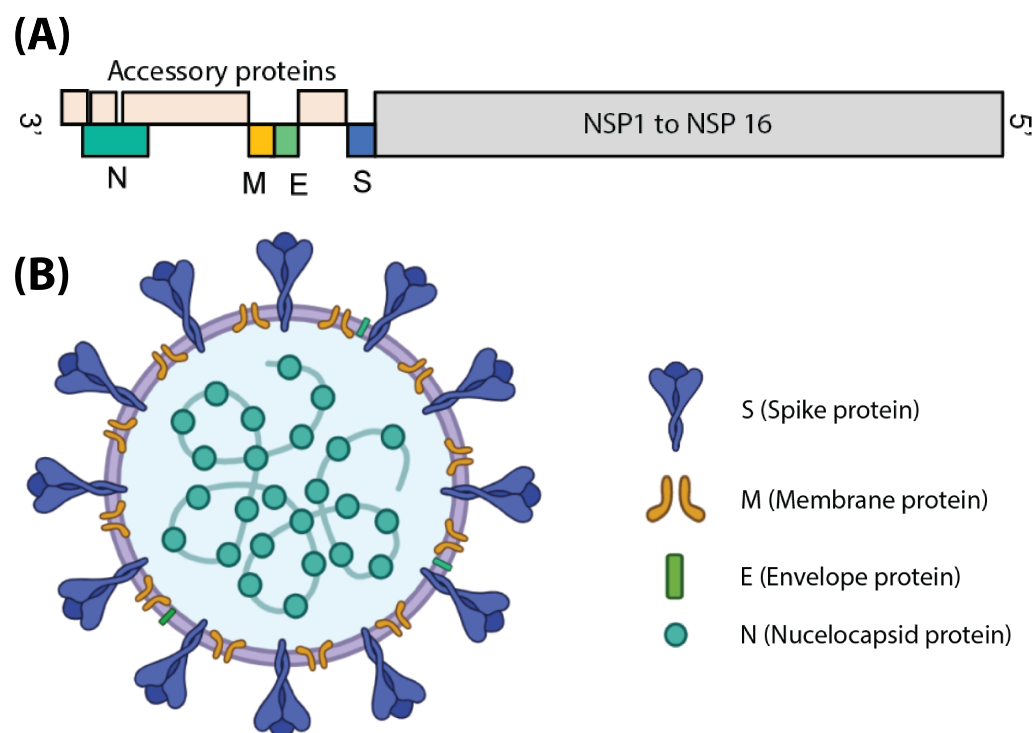 (A)
Accessory proteins
3’
NSP1 to NSP 16
5’
N
M
E
S
(B)
S (Spike protein)
M (Membrane protein)
E (Envelope protein)
N (Nucelocapsid protein)